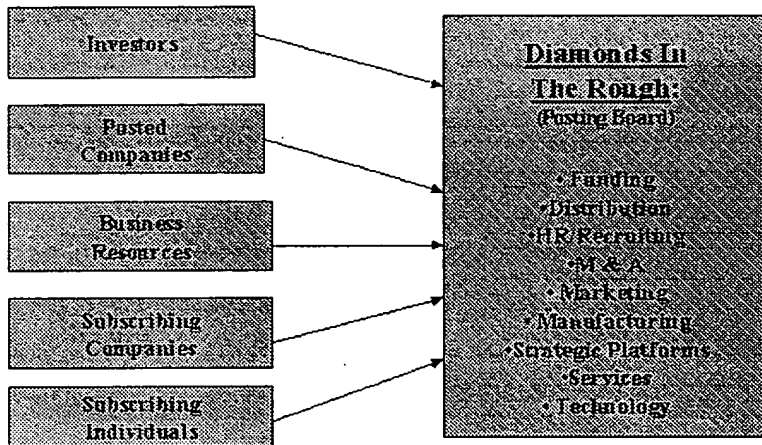 Investors
Posted
Companies
Business
Resources
Subscribing
Companies
Subscribing
Individuals
Diamonds In
The Rough:
(Posting Board)
•Funding
•Distribution
•HR/Recruiting
•M & A
•Marketing
•Manufacturing
•Strategic Platforms
•Services
•Technology